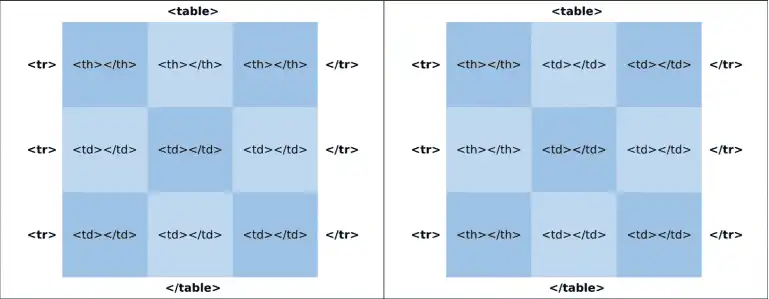 <table>
<tr> <th></th> <th></th> <th></th> </tr>
<tr> <td></td> <td></td> <td></td> </tr>
<tr> <td></td> <td></td> <td></td> </tr>
</table>
<table>
<tr> <th></th> <td></td> <td></td> </tr>
<tr> <th></th> <td></td> <td></td> </tr>
<tr> <th></th> <td></td> <td></td> </tr>
</table>